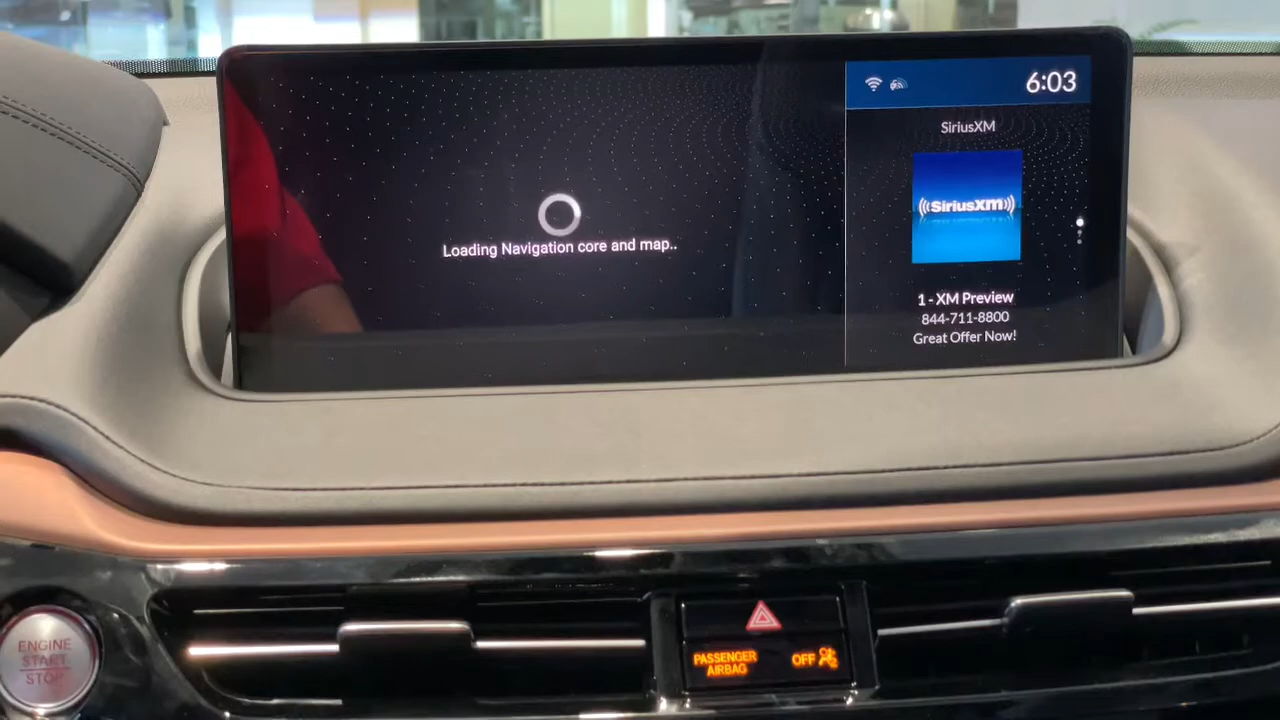 6:03
SiriusXM
((SiriusXM))
1 - XM Preview
844-711-8800
Great Offer Now!
Loading Navigation core and map..
ENGINE
START
STOP
PASSENGER
AIRBAG
OFF